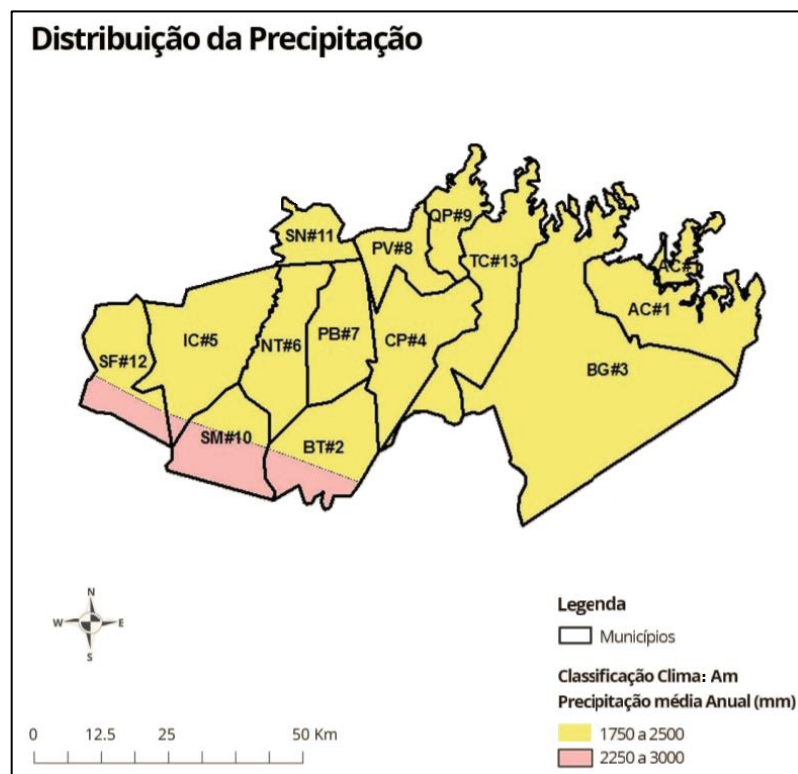 Distribuição da Precipitação
QP#9
SN#11
PV#8
TC#13
AC#1
AC#1
IC#5
NT#6
PB#7
CP#4
SF#12
BG#3
SM#10
BT#2
N
W
E
S
Legenda
Municípios
Classificação Clima: Am
Precipitação média Anual (mm)
1750 a 2500
2250 a 3000
0 12.5 25 50 Km